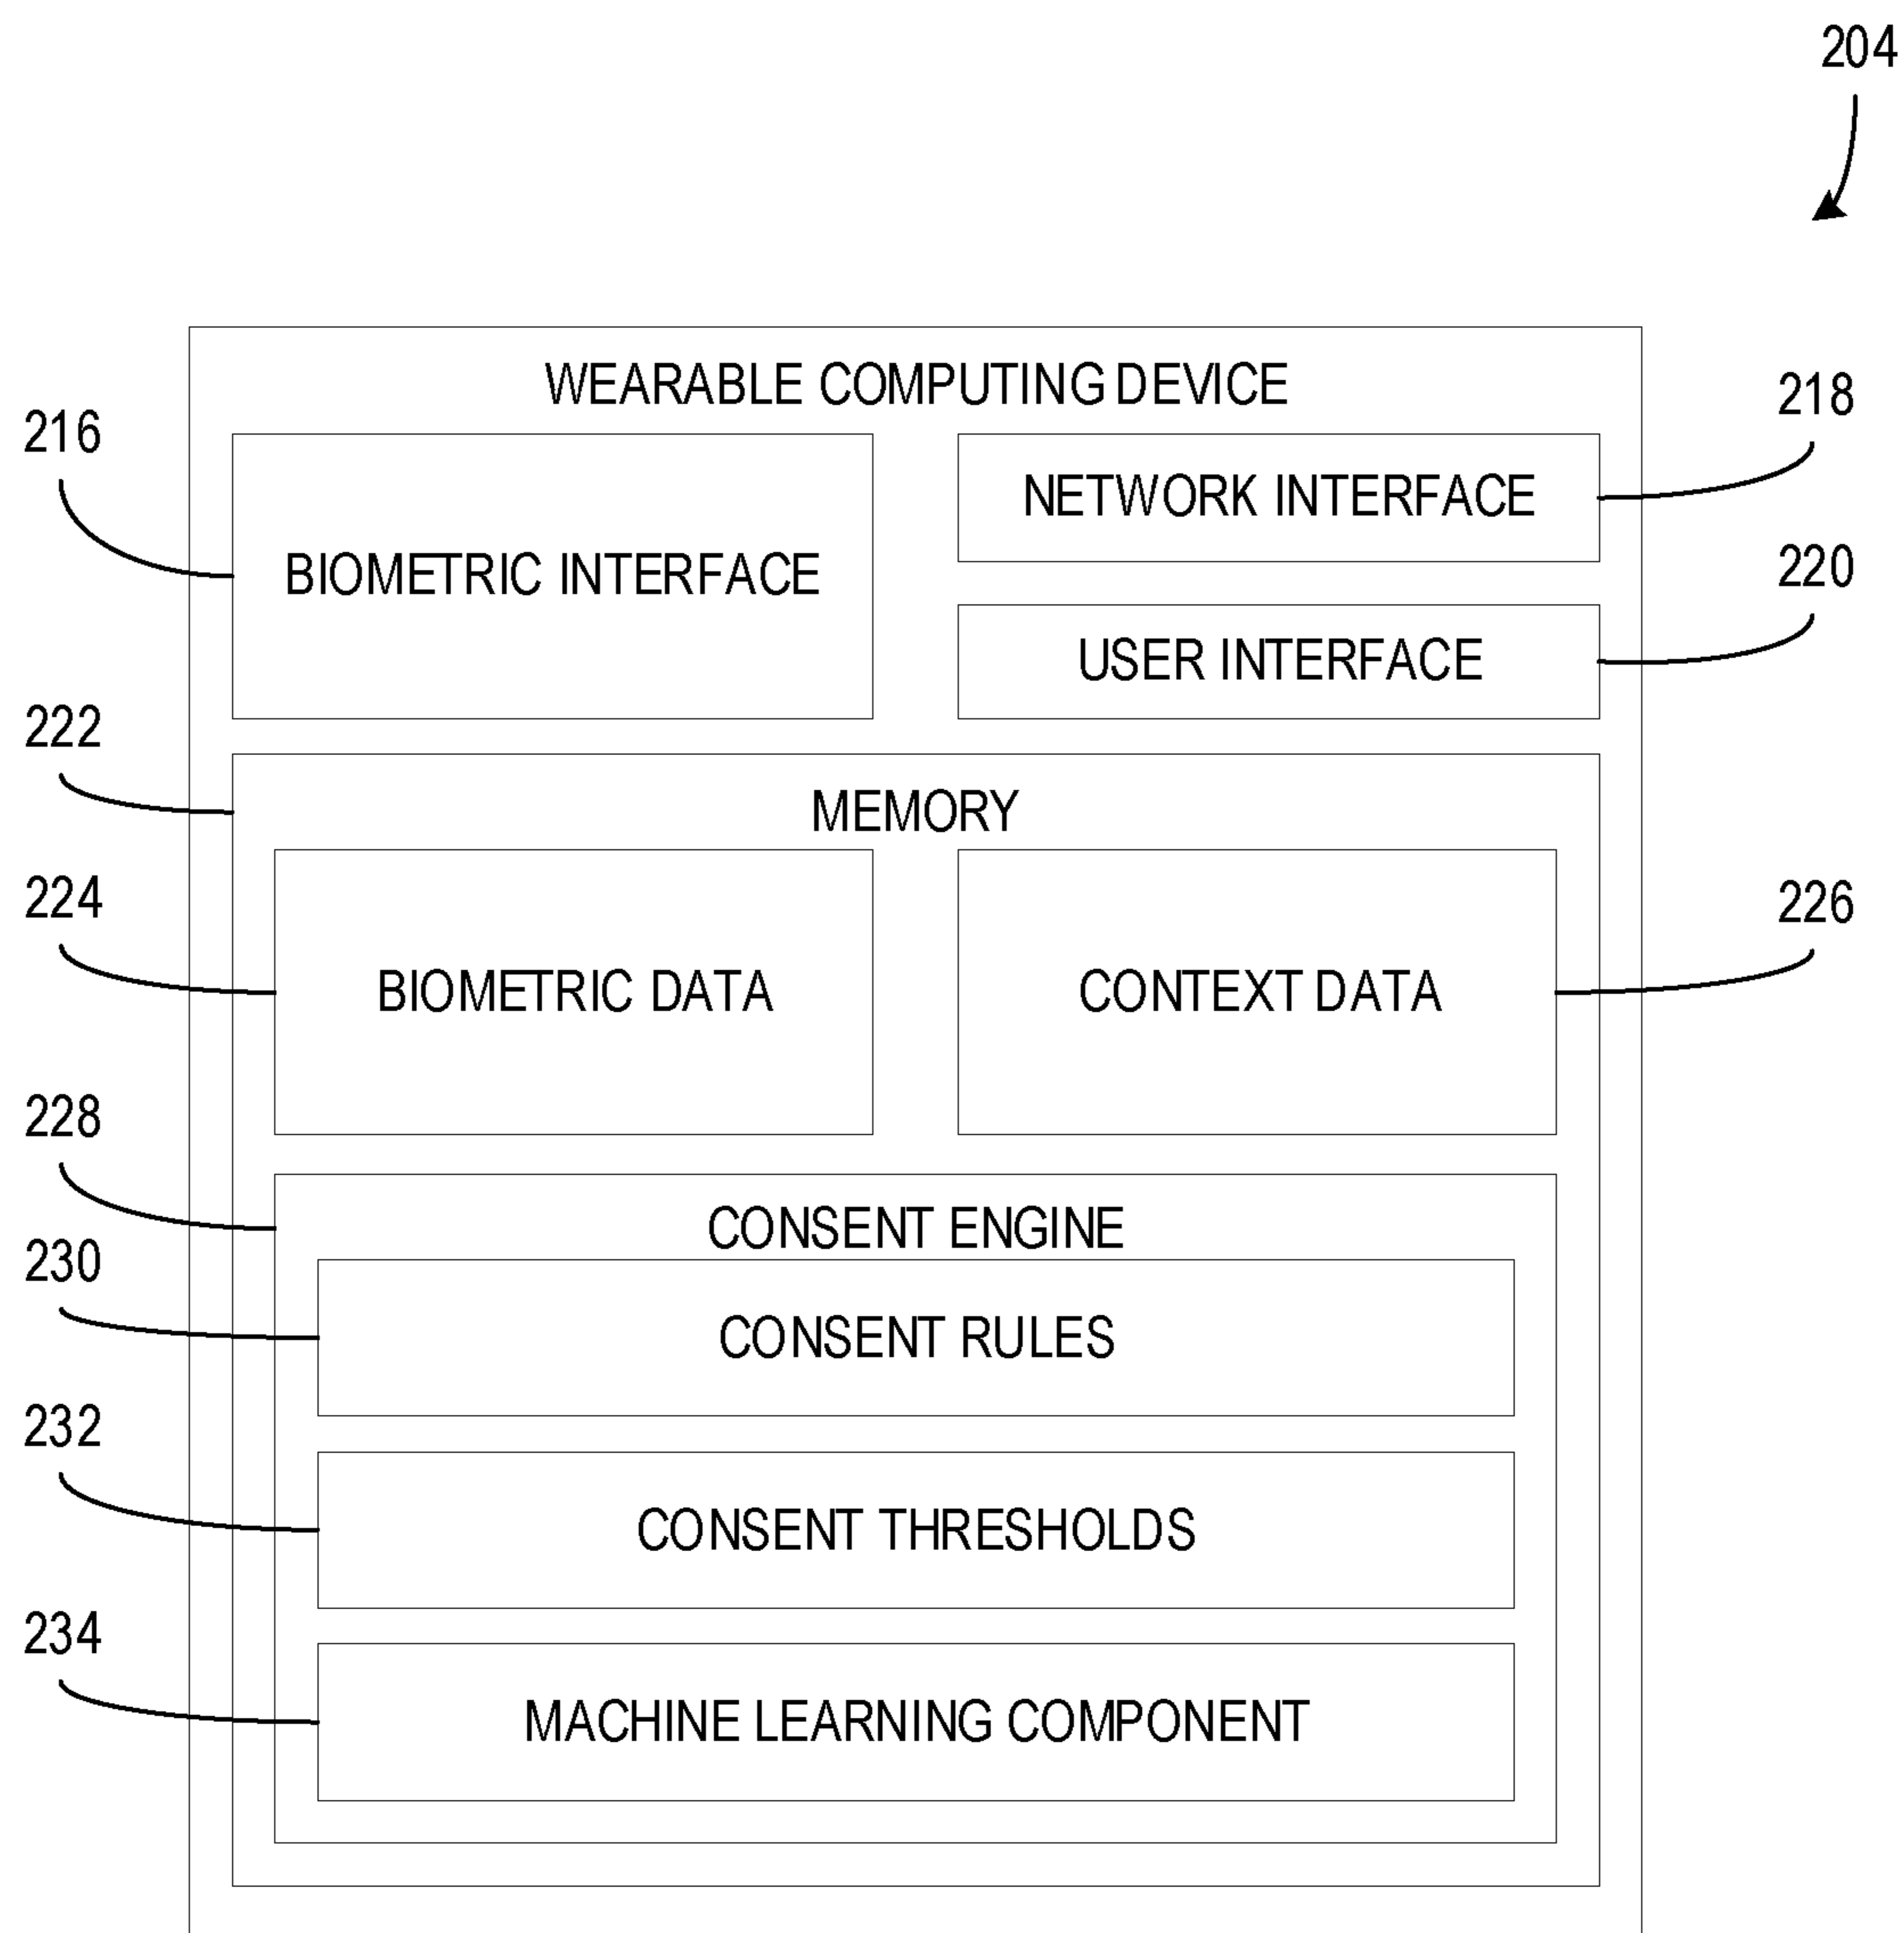 204
WEARABLE COMPUTING DEVICE
216
218
NETWORK INTERFACE
BIOMETRIC INTERFACE
220
USER INTERFACE
222
MEMORY
224
226
BIOMETRIC DATA
CONTEXT DATA
228
CONSENT ENGINE
230
CONSENT RULES
232
CONSENT THRESHOLDS
234
MACHINE LEARNING COMPONENT